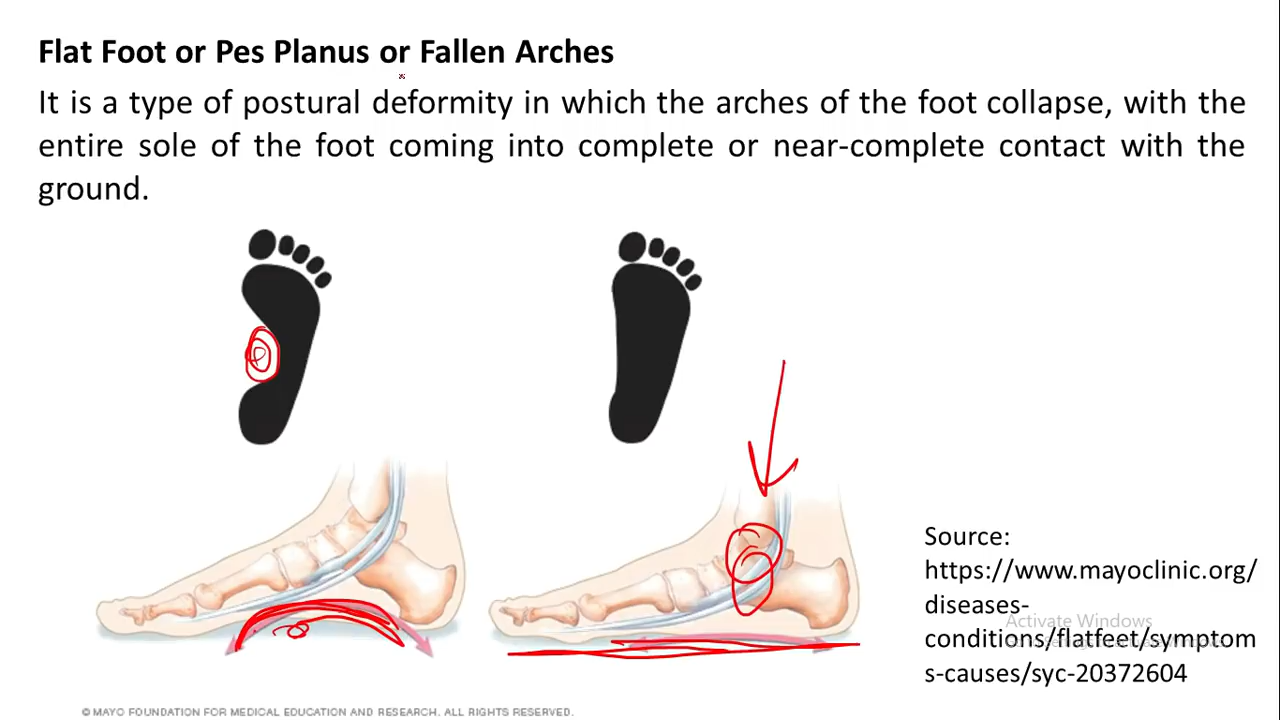 Flat Foot or Pes Planus or Fallen Arches
It is a type of postural deformity in which the arches of the foot collapse, with the
entire sole of the foot coming into complete or near-complete contact with the
ground.
Source:
https://www.mayoclinic.org/
diseases-
Activate Windows
conditions/flatfeet/symptom
s-causes/syc-20372604
© MAYO FOUNDATION FOR MEDICAL EDUCATION AND RESEARCH. ALL RIGHTS RESERVED.